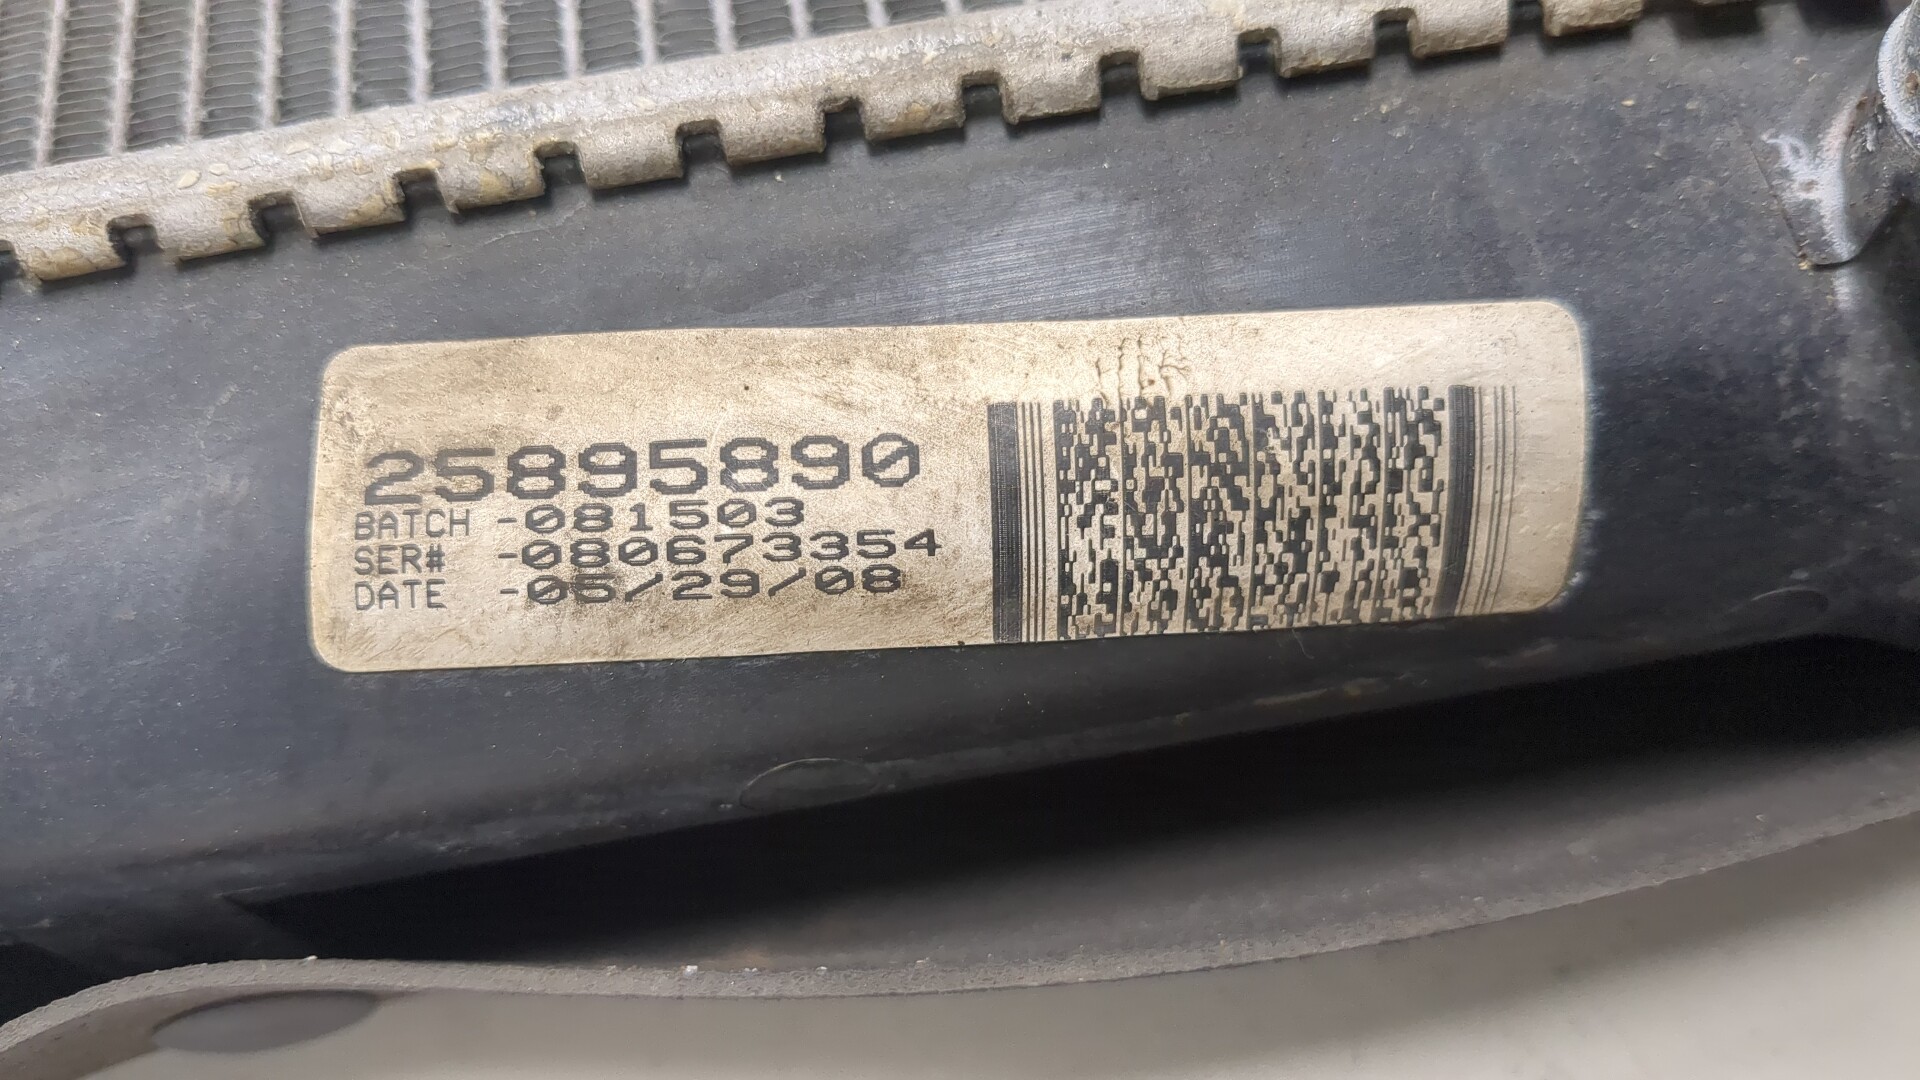 25895890
BATCH -081503
SER# -080673354
DATE -05/29/08